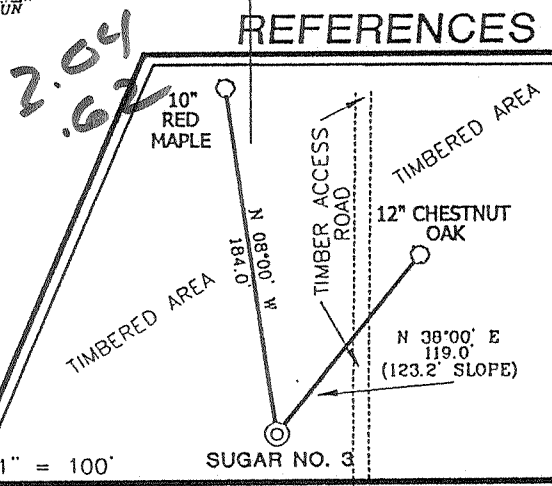 UN
REFERENCES
2.04
.62
10"
RED
MAPLE
TIMBER ACCESS
ROAD
TIMBERED AREA
12" CHESTNUT
OAK
N 08°00' W
184.0'
TIMBERED AREA
N 38°00' E
119.0'
(123.2' SLOPE)
1" = 100'
SUGAR NO. 3